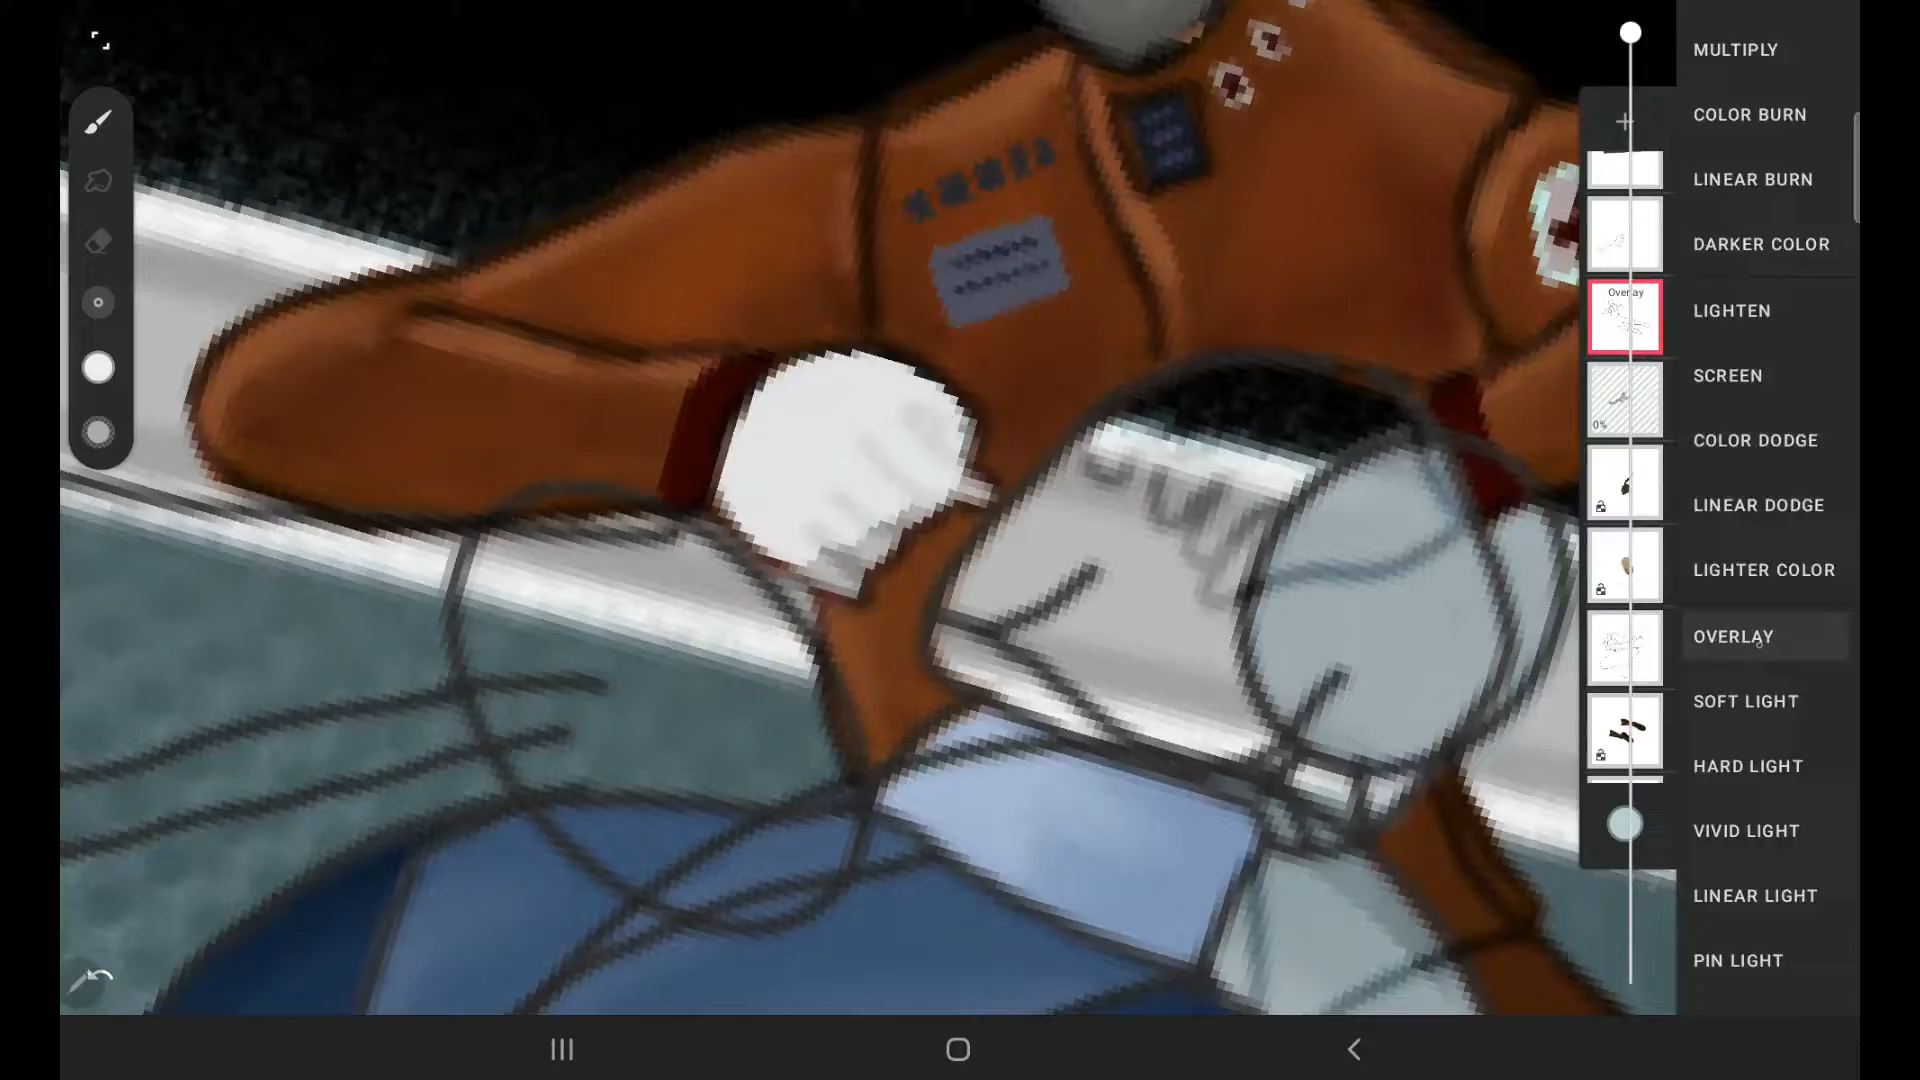 MULTIPLY
COLOR BURN
LINEAR BURN
DARKER COLOR
Overlay
LIGHTEN
SCREEN
0%
COLOR DODGE
LINEAR DODGE
LIGHTER COLOR
OVERLAY
SOFT LIGHT
HARD LIGHT
VIVID LIGHT
LINEAR LIGHT
PIN LIGHT